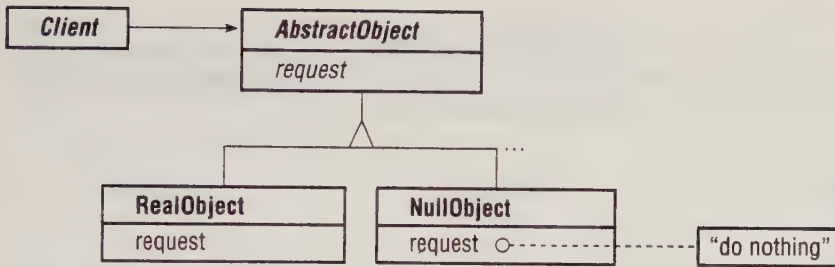 Client
AbstractObject
request
...
RealObject
NullObject
request
request
"do nothing"